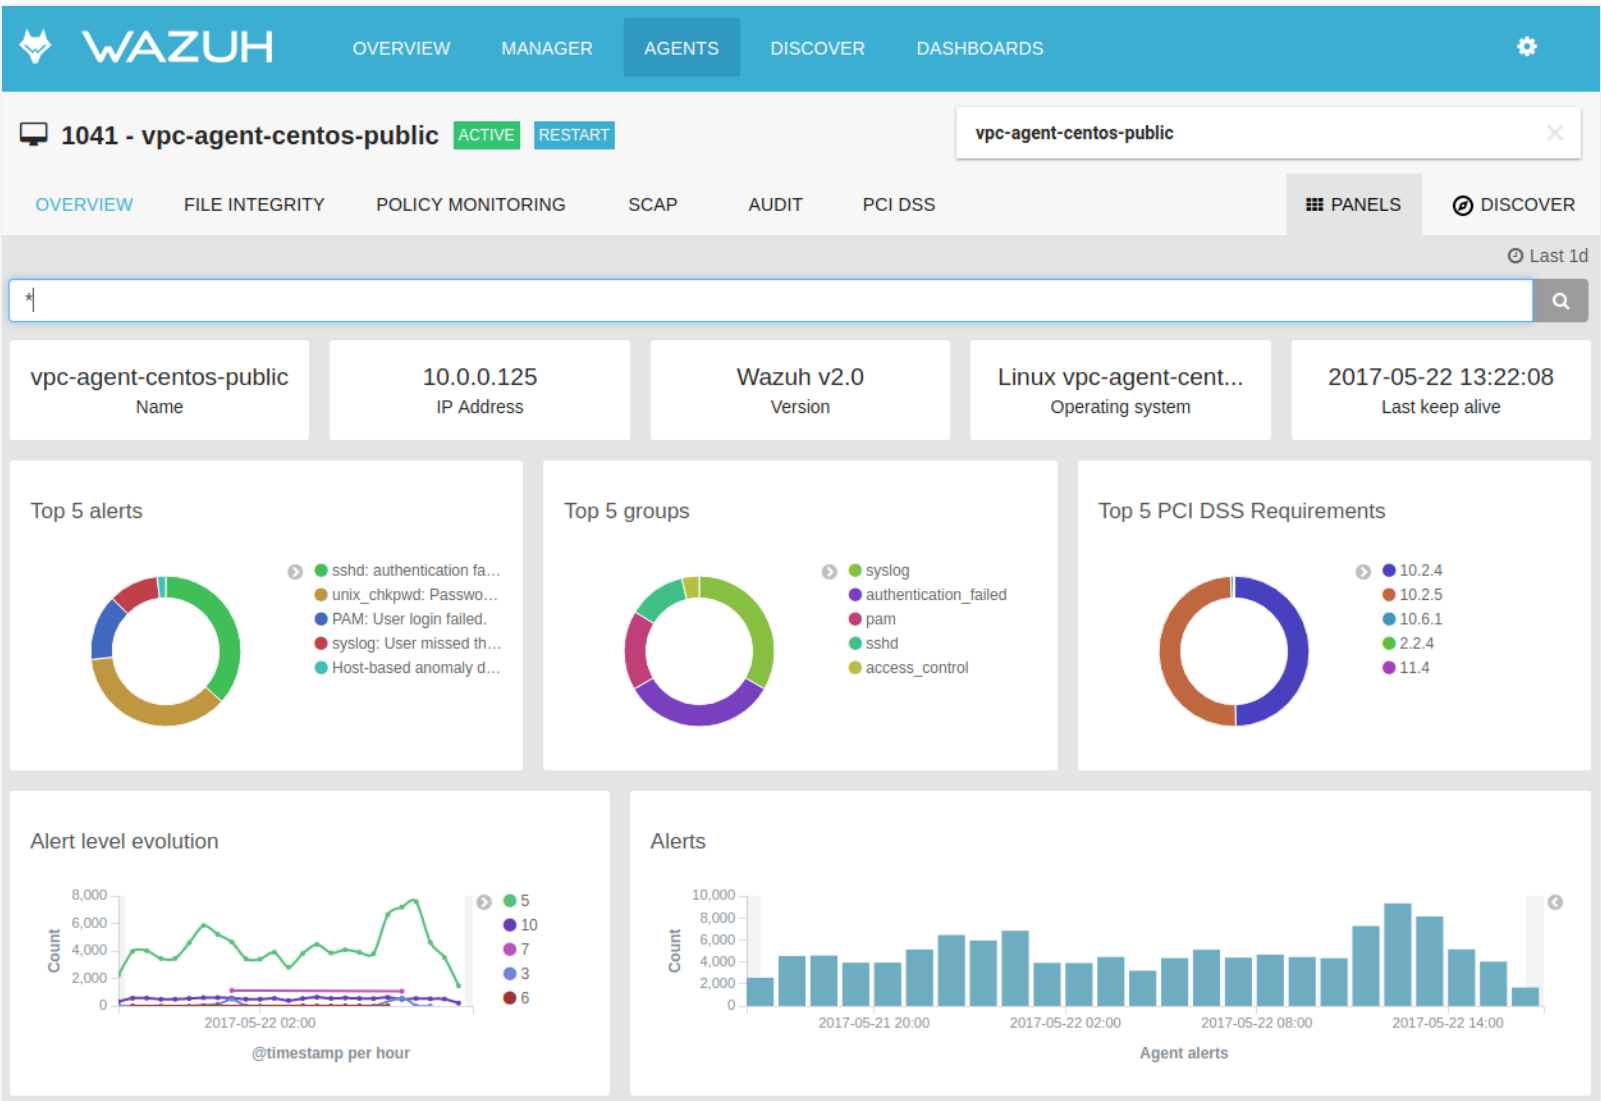 WAZUH OVERVIEW MANAGER AGENTS DISCOVER DASHBOARDS
1041 - vpc-agent-centos-public ACTIVE RESTART vpc-agent-centos-public
OVERVIEW FILE INTEGRITY POLICY MONITORING SCAP AUDIT PCI DSS PANELS DISCOVER
Last 1d
*
vpc-agent-centos-public
Name
10.0.0.125
IP Address
Wazuh v2.0
Version
Linux vpc-agent-cent...
Operating system
2017-05-22 13:22:08
Last keep alive
Top 5 alerts
sshd: authentication fa...
unix_chkpwd: Passwo...
PAM: User login failed.
syslog: User missed th...
Host-based anomaly d...
Top 5 groups
syslog
authentication_failed
pam
sshd
access_control
Top 5 PCI DSS Requirements
10.2.4
10.2.5
10.6.1
2.2.4
11.4
Alert level evolution
Count
8,000
6,000
4,000
2,000
0
2017-05-22 02:00
@timestamp per hour
5
10
7
3
6
Alerts
Count
10,000
8,000
6,000
4,000
2,000
0
2017-05-21 20:00 2017-05-22 02:00 2017-05-22 08:00 2017-05-22 14:00
Agent alerts